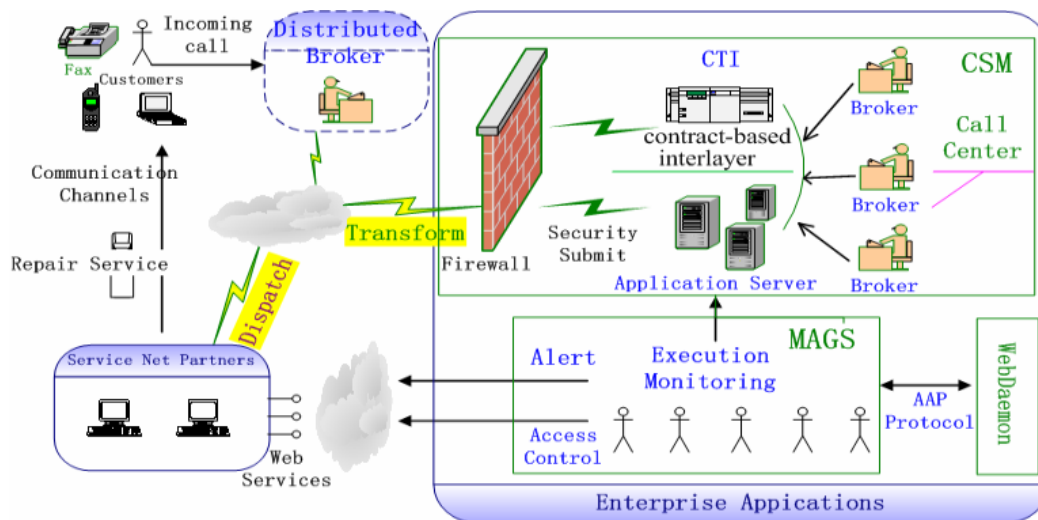 Incoming
call
Fax
Customers
Distributed
Broker
CTI
CSM
Broker
contract-based
interlayer
Call
Center
Broker
Communication
Channels
Transform
Firewall
Security
Submit
Application Server
Broker
Repair Service
Dispatch
Service Net Partners
Web
Services
MAGS
Alert
Execution
Monitoring
Access
Control
AAP
Protocol
WebDaemon
Enterprise Appications